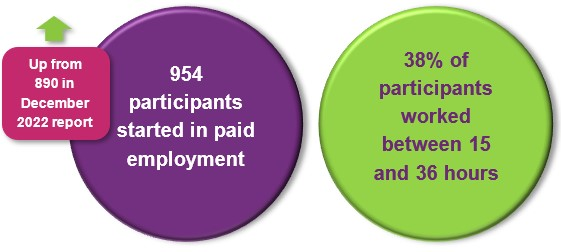 Up from
890 in
December
2022 report
954
participants
started in paid
employment
38% of
participants
worked
between 15
and 36 hours